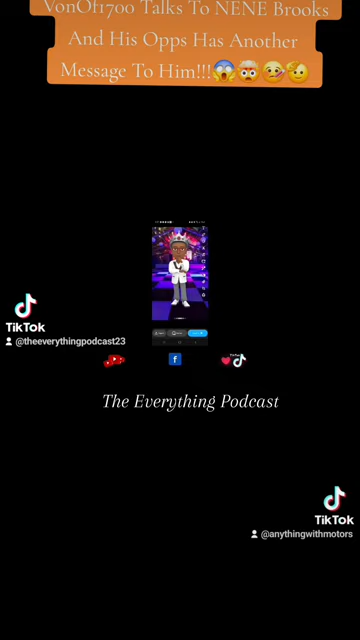 VonOf1700 Talks To NENE Brooks
And His Opps Has Another
Message To Him!!!😱🤯🤒🫡
TikTok
@theeverythingpodcast23
The Everything Podcast
TikTok
@anythingwithmotors